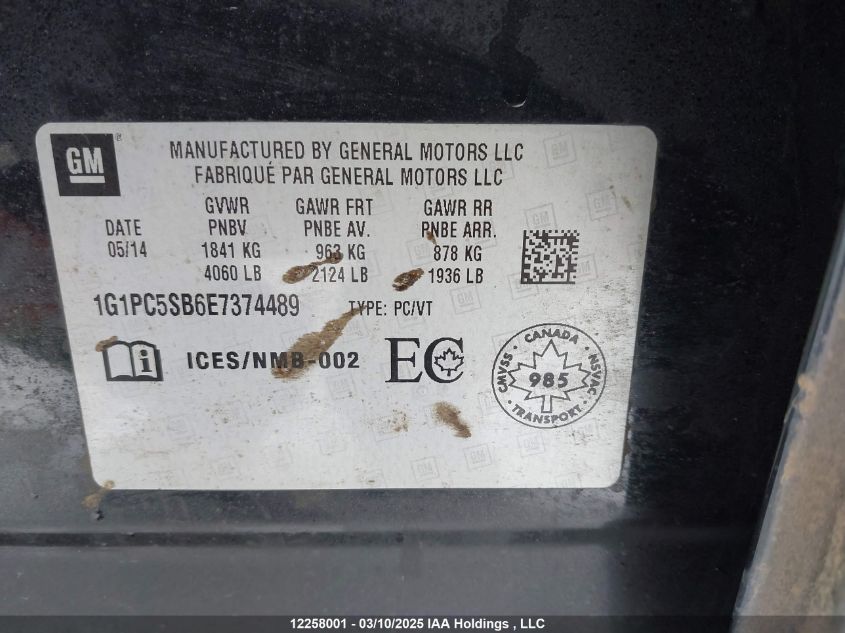 GM ®
MANUFACTURED BY GENERAL MOTORS LLC
FABRIQUÉ PAR GENERAL MOTORS LLC
GVWR GAWR FRT GAWR RR
DATE PNBV PNBE AV. PNBE ARR.
05/14 1841 KG 963 KG 878 KG
4060 LB 2124 LB 1936 LB
1G1PC5SB6E7374489 TYPE: PC/VT
i ICES/NMB-002 EC
CANADA
CMVSS 985 NSVAC
TRANSPORT
12258001 - 03/10/2025 IAA Holdings , LLC